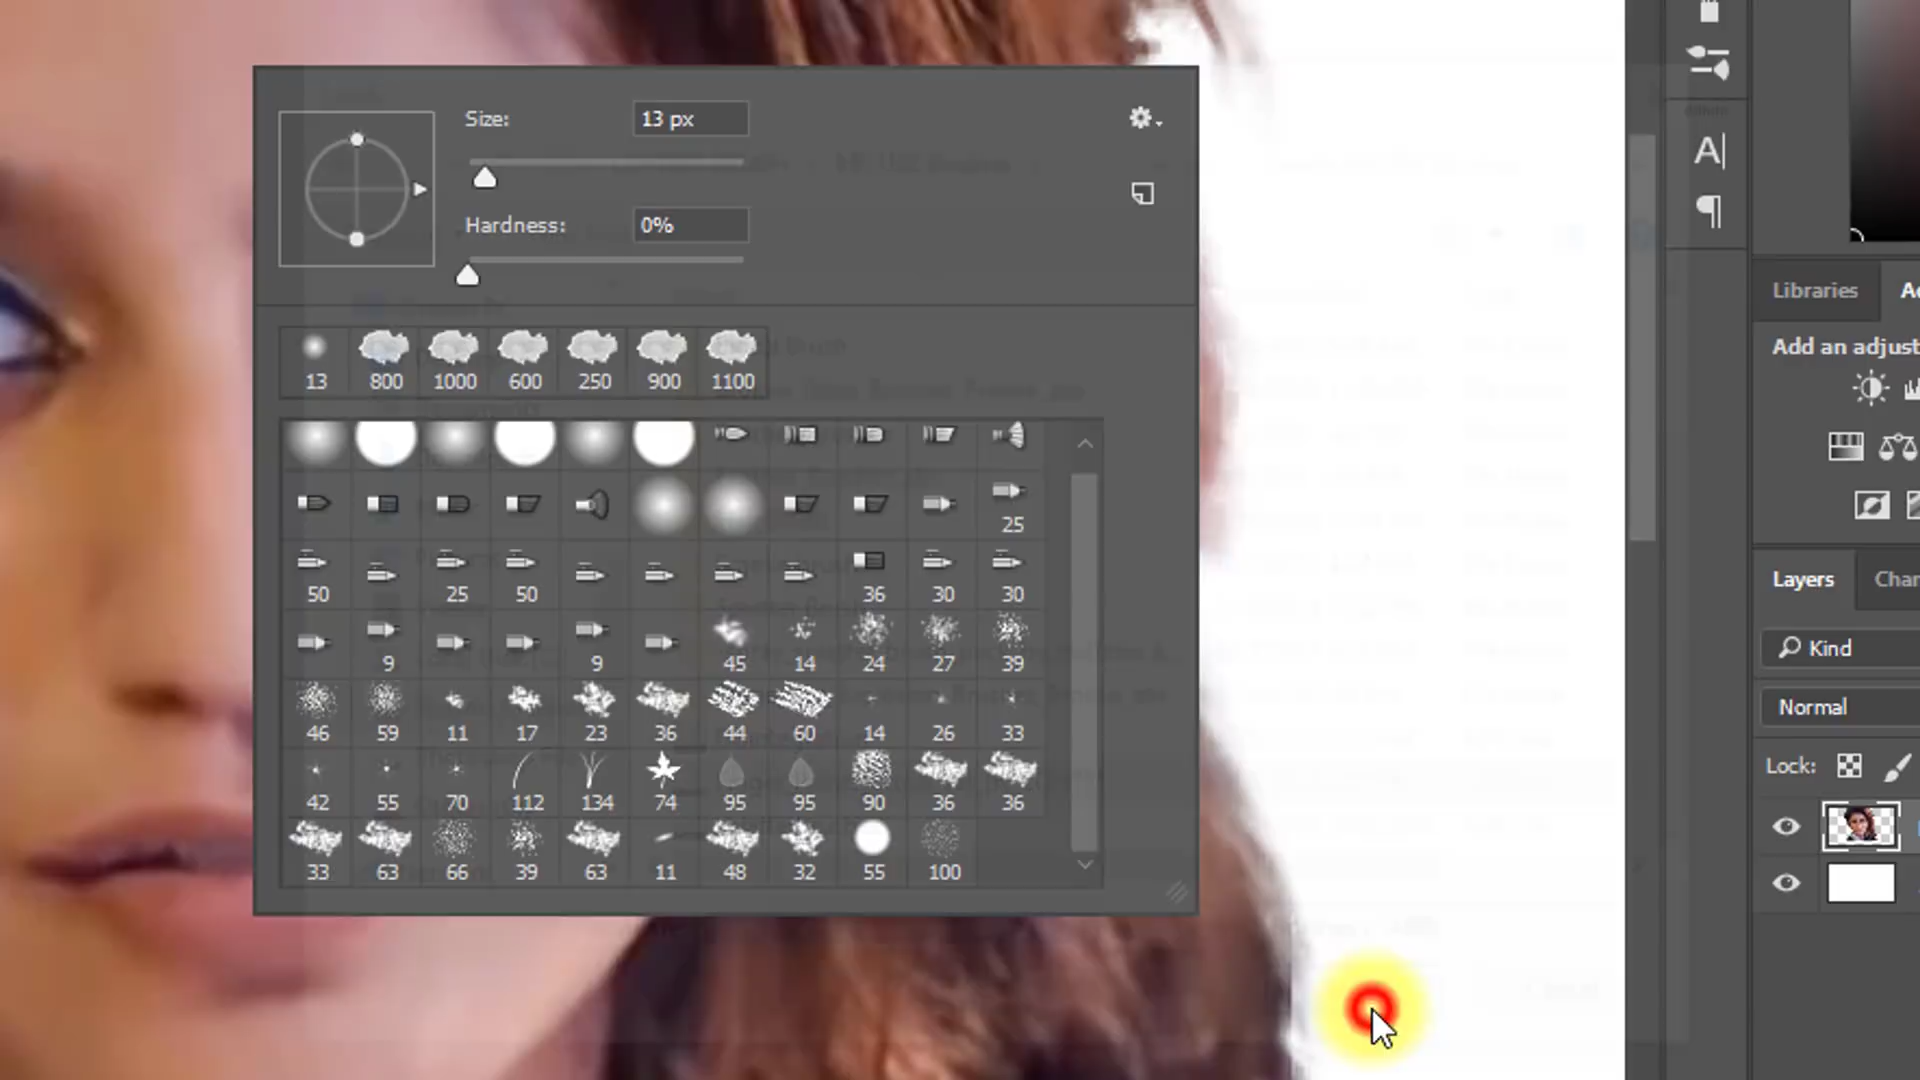 Size: 13 px
Hardness: 0%
13 800 1000 600 250 900 1100
25
50 25 50 36 30 30
9 9 45 14 24 27 39
46 59 11 17 23 36 44 60 14 26 33
42 55 70 112 134 74 95 95 90 36 36
33 63 66 39 63 11 48 32 55 100
A|
¶
Libraries
Add an adjust
Layers
Kind
Normal
Lock: